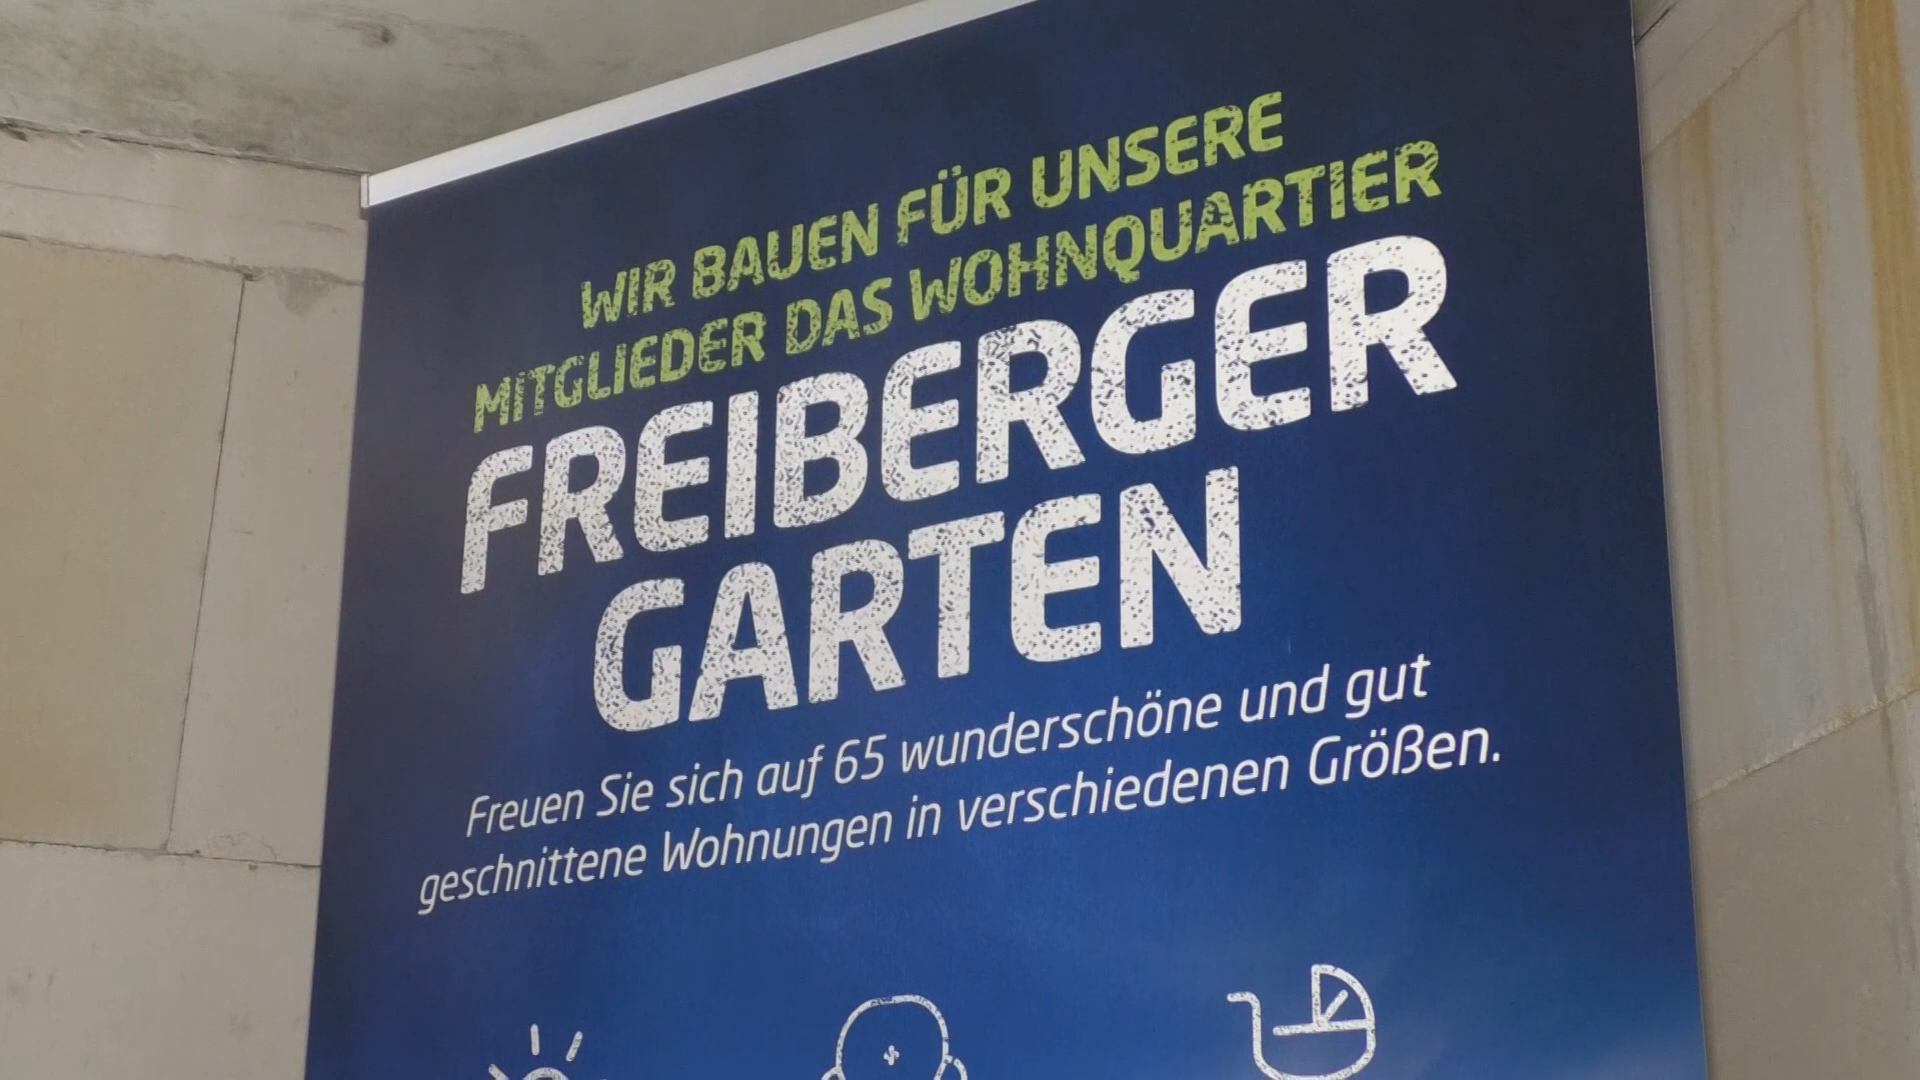 WIR BAUEN FÜR UNSERE
MITGLIEDER DAS WOHNQUARTIER
FREIBERGER
GARTEN
Freuen Sie sich auf 65 wunderschöne und gut
geschnittene Wohnungen in verschiedenen Größen.